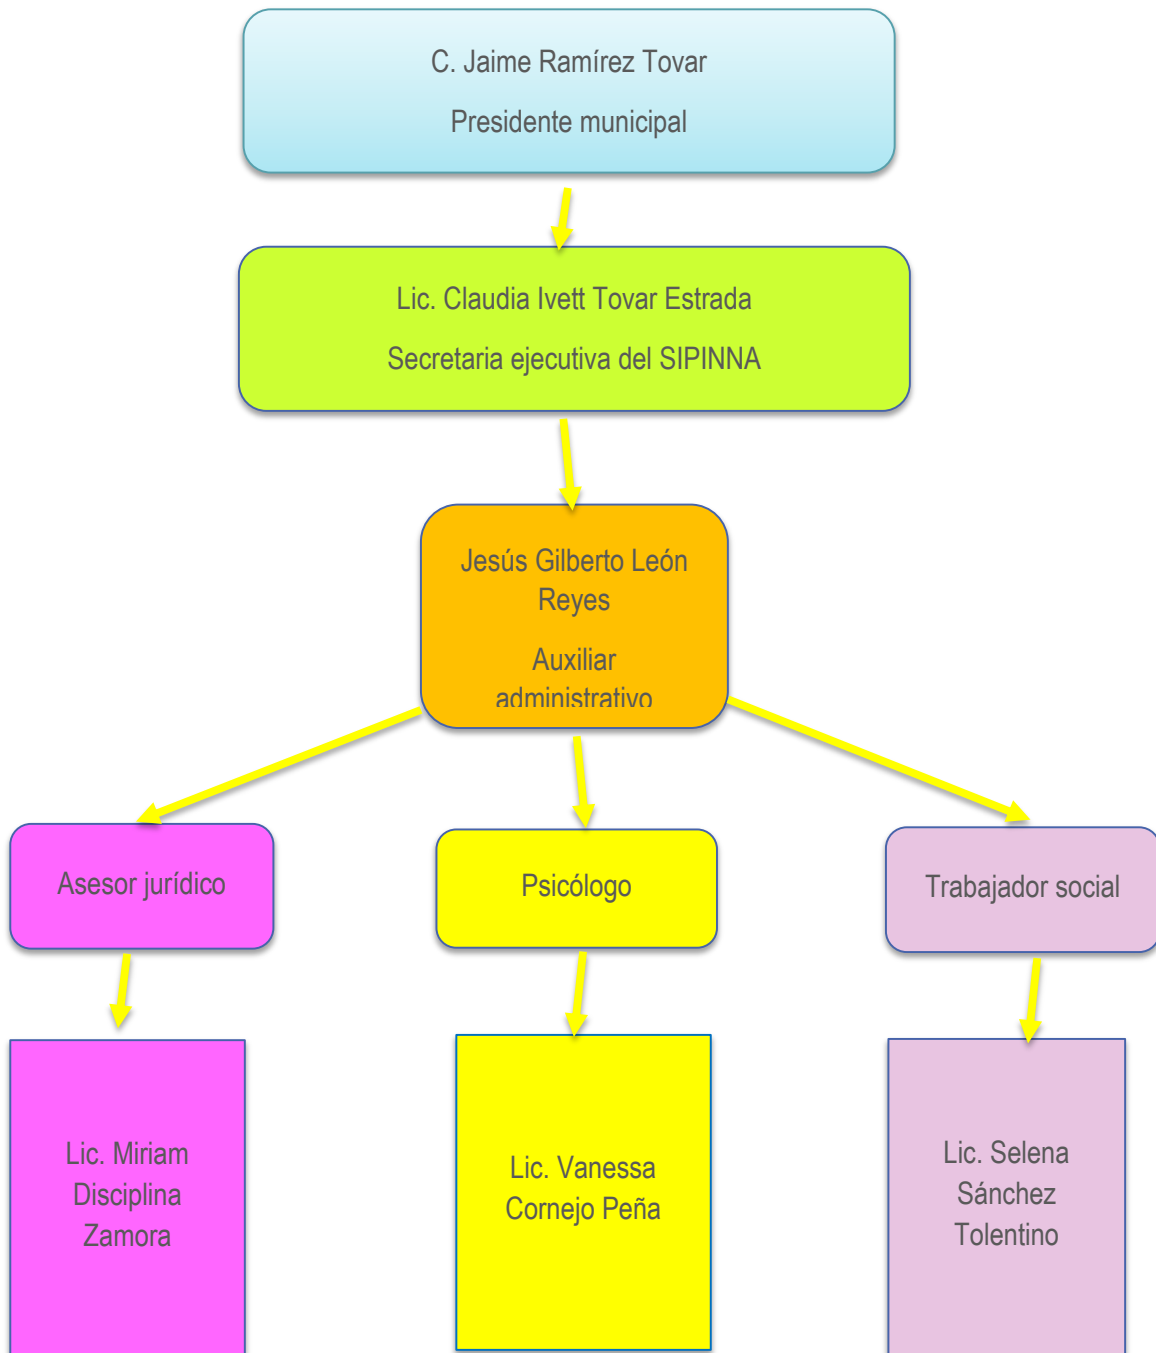 C. Jaime Ramírez Tovar
Presidente municipal
Lic. Claudia Ivett Tovar Estrada
Secretaria ejecutiva del SIPINNA
Jesús Gilberto León
Reyes
Auxiliar
administrativo
Asesor jurídico
Psicólogo
Trabajador social
Lic. Miriam
Disciplina
Zamora
Lic. Vanessa
Cornejo Peña
Lic. Selena
Sánchez
Tolentino